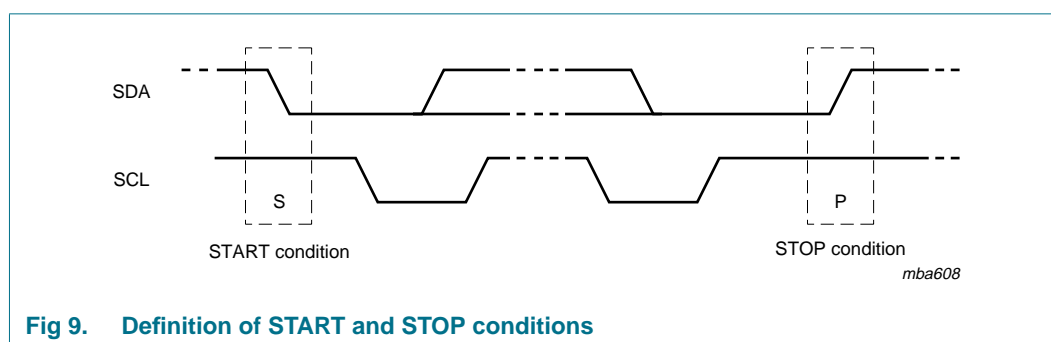 SDA
SCL
S
P
START condition
STOP condition
mba608
Fig 9. Definition of START and STOP conditions